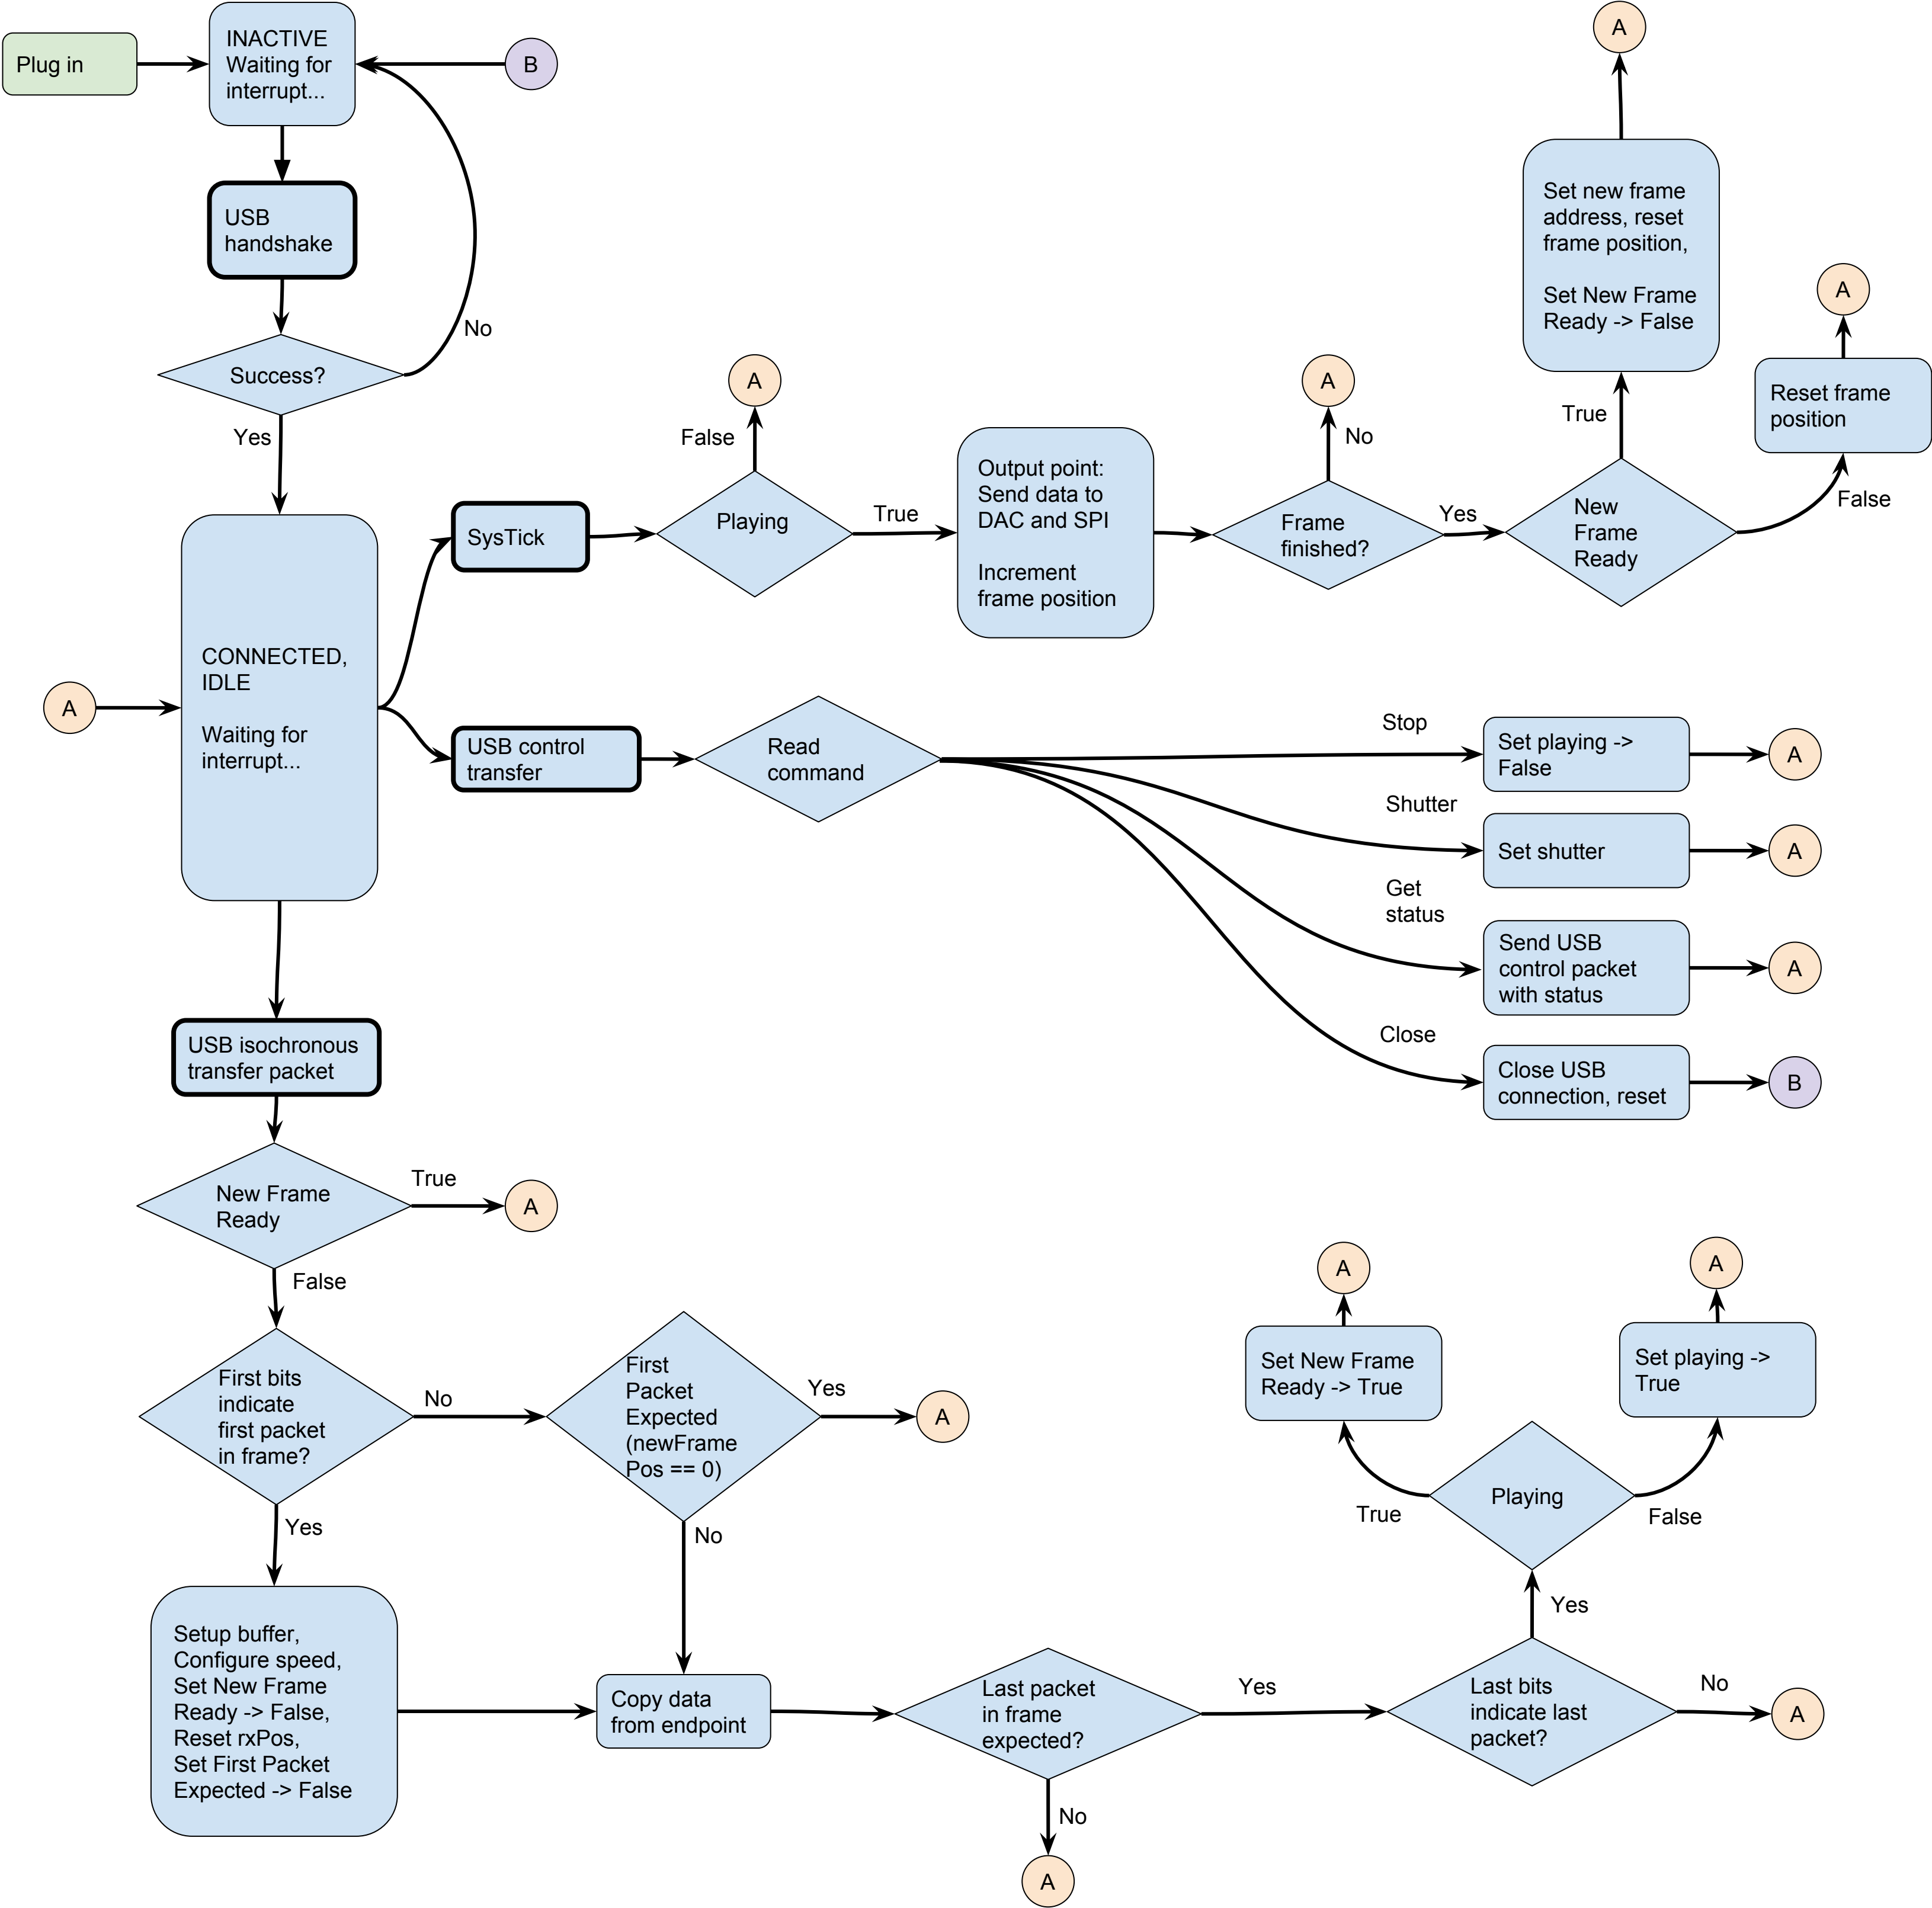 Plug in
INACTIVE
Waiting for
interrupt...
B
USB
handshake
No
Success?
Yes
A
CONNECTED,
IDLE
Waiting for
interrupt...
SysTick
Playing
False
A
True
Output point:
Send data to
DAC and SPI
Increment
frame position
Frame
finished?
No
A
Yes
New
Frame
Ready
True
Set new frame
address, reset
frame position,
Set New Frame
Ready -> False
A
False
Reset frame
position
A
USB control
transfer
Read
command
Stop
Set playing ->
False
A
Shutter
Set shutter
A
Get
status
Send USB
control packet
with status
A
Close
Close USB
connection, reset
B
USB isochronous
transfer packet
New Frame
Ready
True
A
False
First bits
indicate
first packet
in frame?
No
First
Packet
Expected
(newFrame
Pos == 0)
Yes
A
No
Yes
Setup buffer,
Configure speed,
Set New Frame
Ready -> False,
Reset rxPos,
Set First Packet
Expected -> False
Copy data
from endpoint
Last packet
in frame
expected?
No
A
Yes
Last bits
indicate last
packet?
No
A
Yes
Playing
True
Set New Frame
Ready -> True
A
False
Set playing ->
True
A